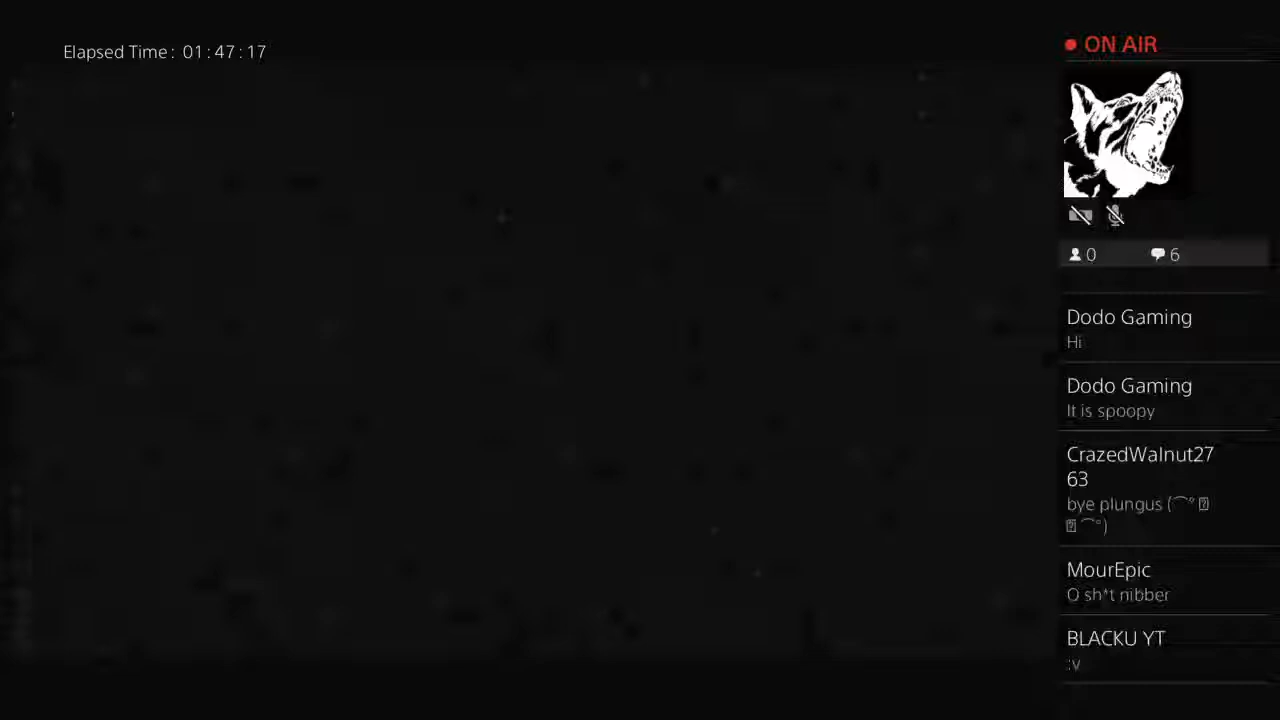 Elapsed Time: 01:47:17
ON AIR
0 6
Dodo Gaming
Hi
Dodo Gaming
It is spoopy
CrazedWalnut27
63
bye plungus (⌒°
⌒°)
MourEpic
O sh*t nibber
BLACKU YT
:v